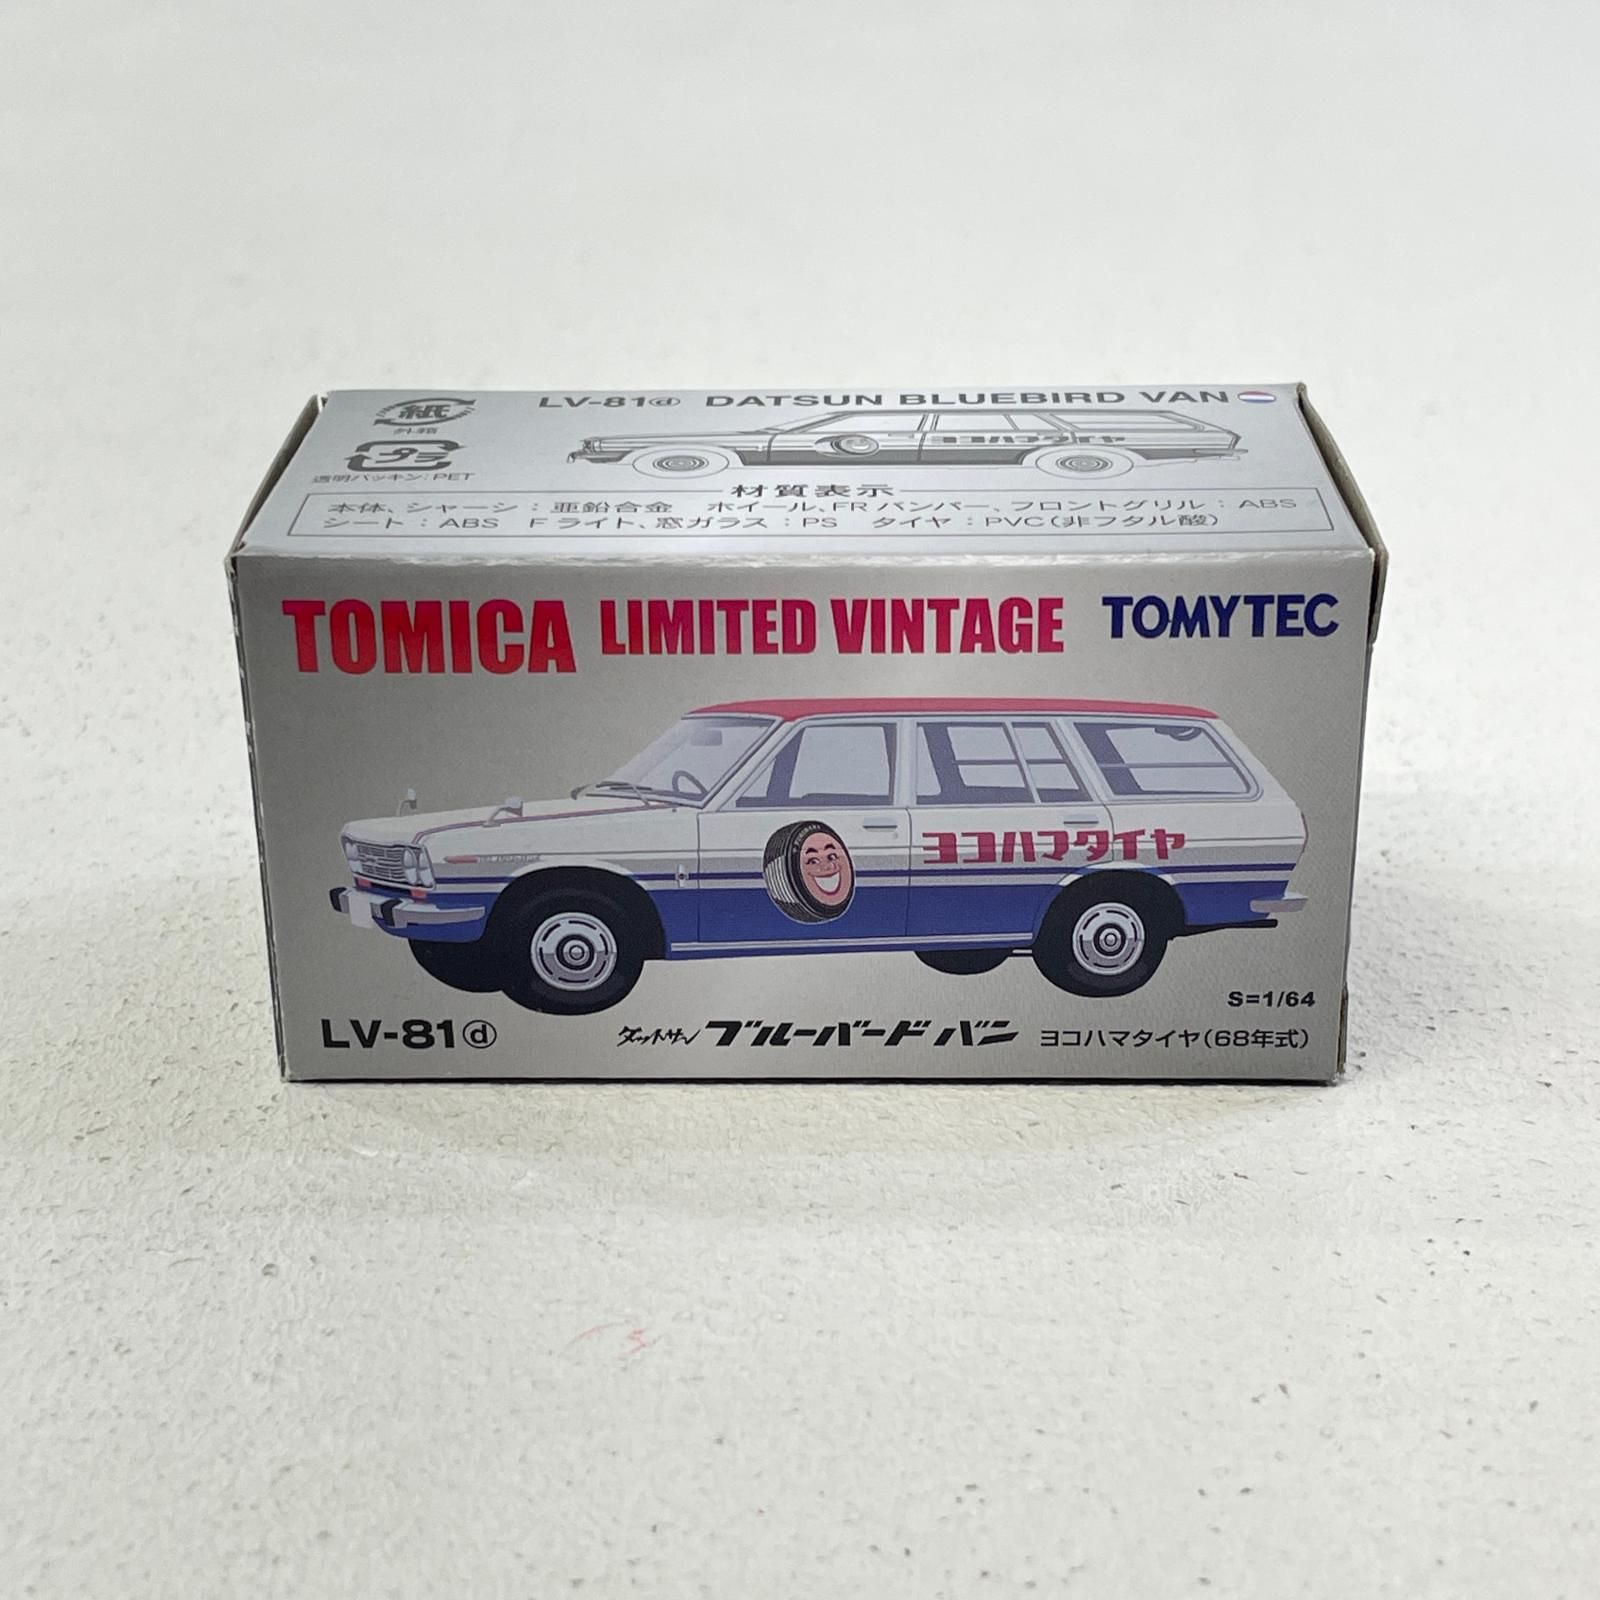 LV-81ⓓ DATSUN BLUEBIRD VAN
紙
外箱
プラ
透明パッキン:PET
ヨコハマタイヤ
材質表示
本体、シャーシ:亜鉛合金 ホイール、FRバンパー、フロントグリル:ABS
シート:ABS Fライト、窓ガラス:PS タイヤ:PVC(非フタル酸)
TOMICA LIMITED VINTAGE TOMYTEC
ヨコハマタイヤ
S=1/64
LV-81ⓓ ダットサン ブルーバード バン ヨコハマタイヤ(68年式)